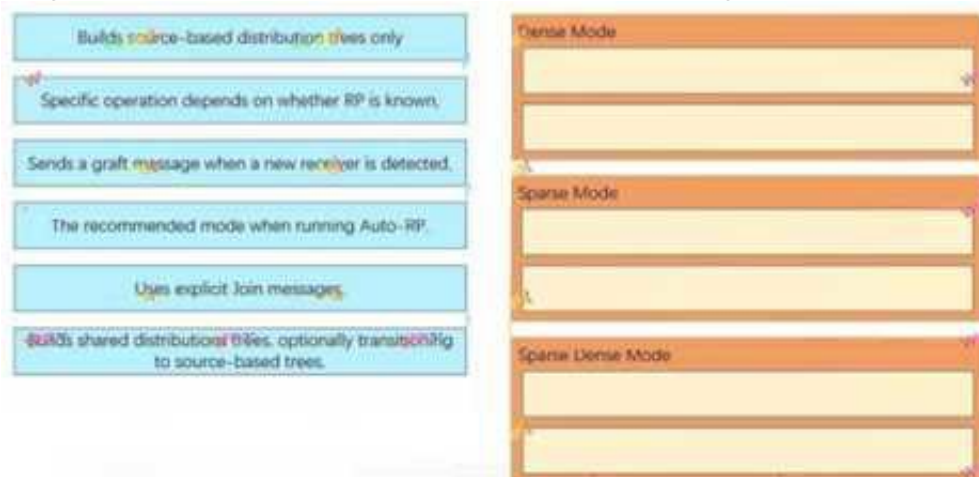 Builds source-based distribution trees only
Specific operation depends on whether RP is known.
Sends a graft message when a new receiver is detected.
The recommended mode when running Auto-RP.
Uses explicit Join messages.
Builds shared distributional trees, optionally transitioning
to source-based trees.
Dense Mode
Sparse Mode
Sparse Dense Mode